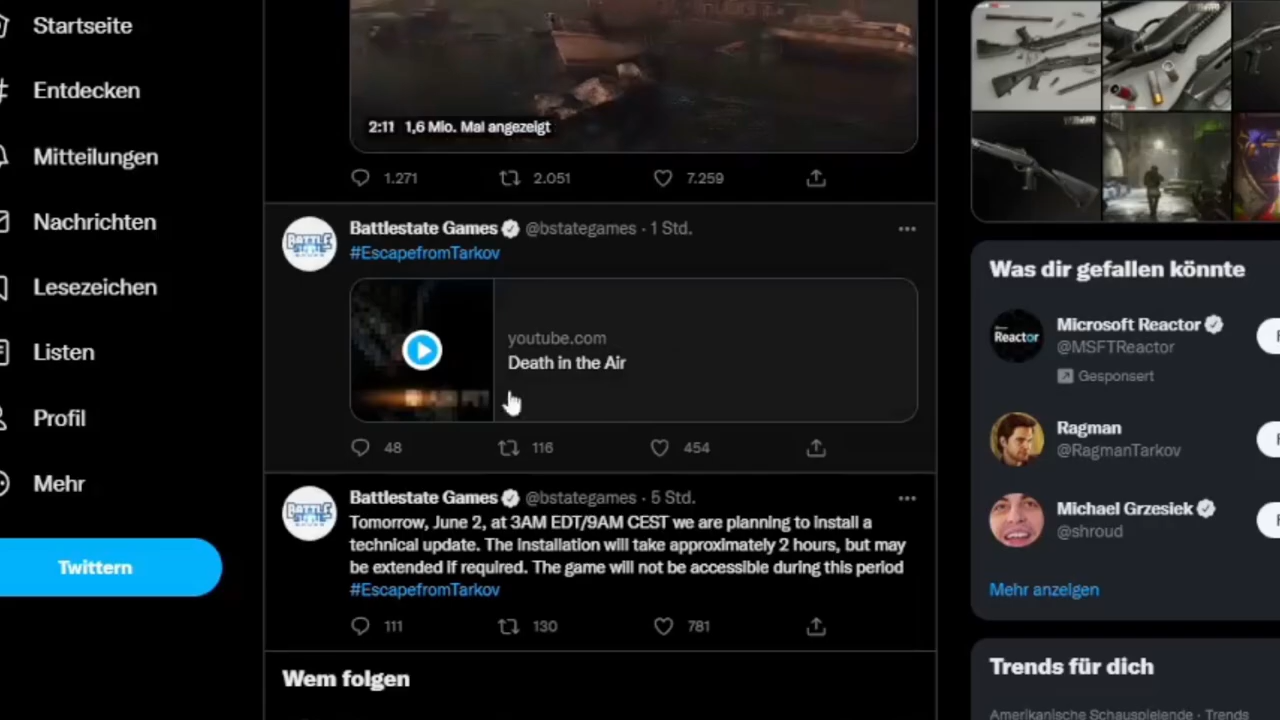 Startseite
Entdecken
Mitteilungen
Nachrichten
Lesezeichen
Listen
Profil
Mehr
Twittern
2:11 1,6 Mio. Mal angezeigt
1.271 2.051 7.259
Battlestate Games @bstategames · 1 Std.
#EscapefromTarkov
youtube.com
Death in the Air
48 116 454
Battlestate Games @bstategames · 5 Std.
Tomorrow, June 2, at 3AM EDT/9AM CEST we are planning to install a
technical update. The installation will take approximately 2 hours, but may
be extended if required. The game will not be accessible during this period
#EscapefromTarkov
111 130 781
Wem folgen
Was dir gefallen könnte
Reactor
Microsoft Reactor
@MSFTReactor
Gesponsert
Ragman
@RagmanTarkov
Michael Grzesiek
@shroud
Mehr anzeigen
Trends für dich
Amerikanische Schauspielende · Trends